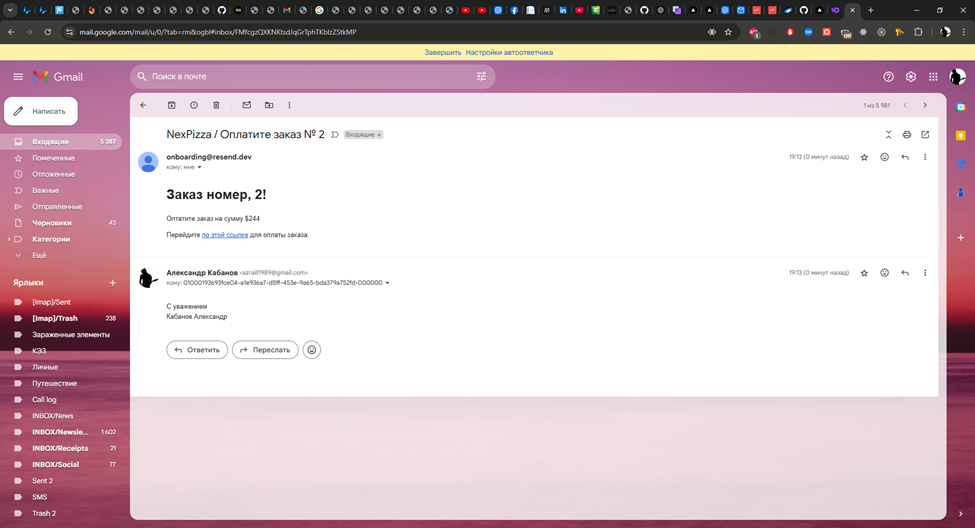 mail.google.com/mail/u/0/?tab=rm&ogbl#inbox/FMfcgzQXKNKtsdJqGrTphTKblzZStkMP
Завершить Настройки автоответчика
Gmail
Поиск в почте
Написать
1 из 5 981
Входящие 5 387
Помеченные
Отложенные
Важные
Отправленные
Черновики 43
Категории
Ещё
Ярлыки
[Imap]/Sent
[Imap]/Trash 238
Зараженные элементы
КЭЗ
Личные
Путешествие
Call log
INBOX/News
INBOX/Newsle... 1 602
INBOX/Receipts 21
INBOX/Social 77
Sent 2
SMS
Trash 2
NexPizza / Оплатите заказ № 2 Входящие ×
onboarding@resend.dev 19:13 (0 минут назад)
кому: мне
Заказ номер, 2!
Оптатите заказ на сумму $244
Перейдите по этой ссылке для оплаты заказа.
Александр Кабанов <azrail1989@gmail.com> 19:13 (0 минут назад)
кому: 01000193693fce04-a1e936a7-d5ff-453e-9a65-bda379a752fd-000000
С уважением
Кабанов Александр
Ответить
Переслать